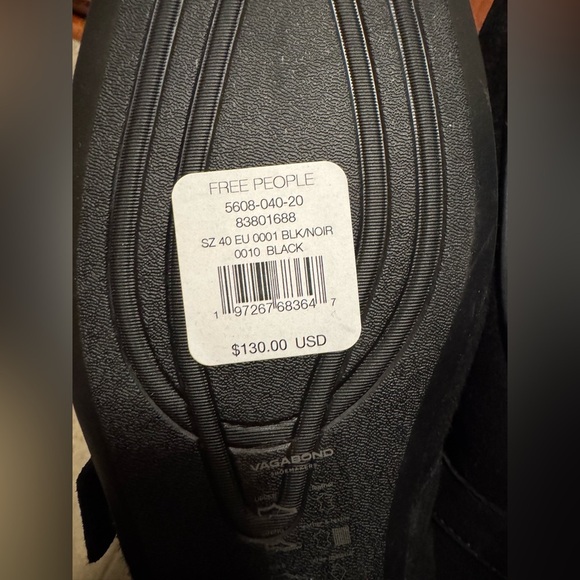 FREE PEOPLE
5608-040-20
83801688
SZ 40 EU 0001 BLK/NOIR
0010 BLACK
1 97267 68364 7
$130.00 USD
VAGABOND
SHOEMAKERS